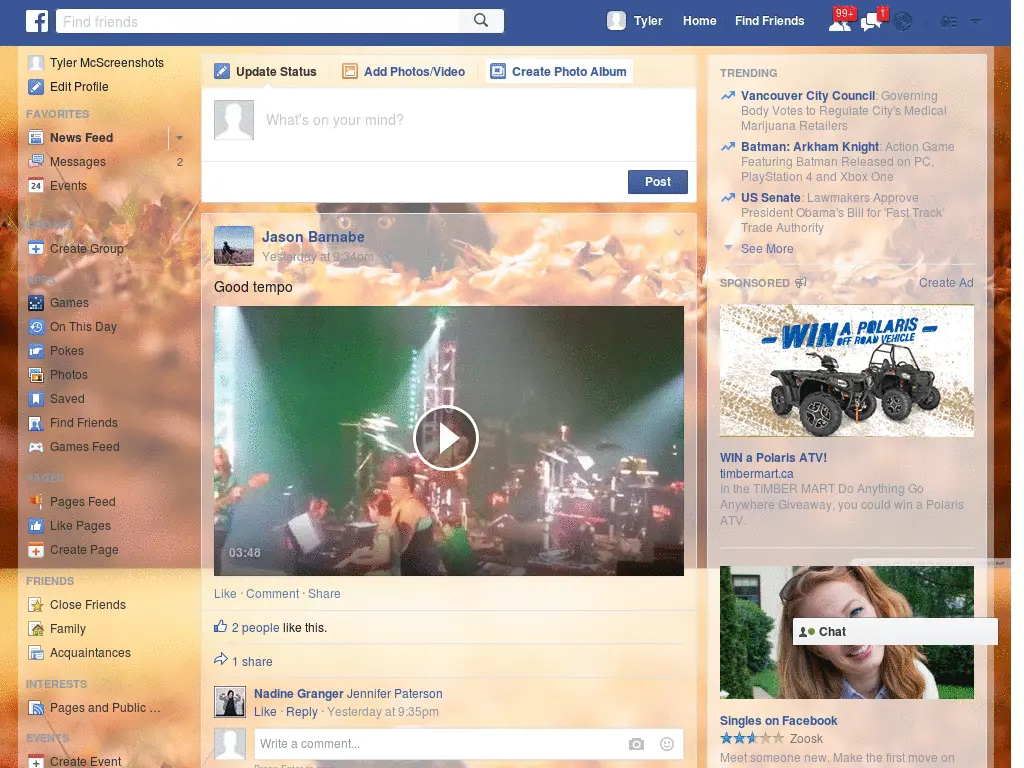 f
Find friends
Tyler
Home
Find Friends
99+
1
Tyler McScreenshots
Edit Profile
FAVORITES
News Feed
Messages 2
24 Events
Create Group
Games
On This Day
Pokes
Photos
Saved
Find Friends
Games Feed
PAGES
Pages Feed
Like Pages
Create Page
FRIENDS
Close Friends
Family
Acquaintances
INTERESTS
Pages and Public ...
EVENTS
Create Event
Update Status
Add Photos/Video
Create Photo Album
What's on your mind?
Post
Jason Barnabe
Yesterday at 9:34pm
Good tempo
03:48
Like · Comment · Share
2 people like this.
1 share
Nadine Granger Jennifer Paterson
Like · Reply · Yesterday at 9:35pm
Write a comment...
TRENDING
Vancouver City Council: Governing
Body Votes to Regulate City's Medical
Marijuana Retailers
Batman: Arkham Knight: Action Game
Featuring Batman Released on PC,
PlayStation 4 and Xbox One
US Senate: Lawmakers Approve
President Obama's Bill for 'Fast Track'
Trade Authority
See More
SPONSORED
Create Ad
WIN A POLARIS
OFF ROAD VEHICLE
WIN a Polaris ATV!
timbermart.ca
In the TIMBER MART Do Anything Go
Anywhere Giveaway, you could win a Polaris
ATV.
Chat
Singles on Facebook
Zoosk
Meet someone new. Make the first move on